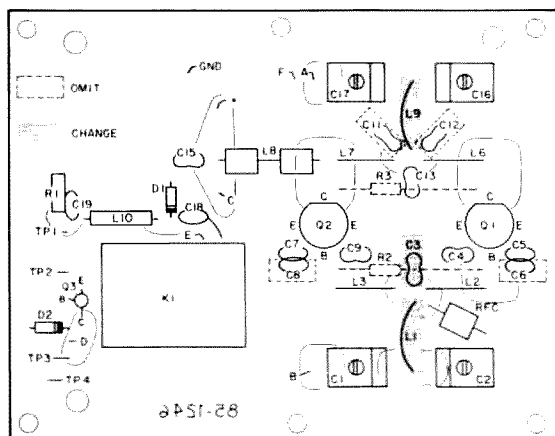 GND
F A
C17
C16
OMIT
L9
C11
C12
CHANGE
C15
L8
L7
L6
C13
R3
D1
R1
C19
C
C
C
L10
C18
E
E
E
E
TP1
E
Q2
Q1
C7
C8
B
C9
C3
C4
B
C5
C6
R2
TP2
E
Q3
B
K1
L3
L2
RFC
C
D2
D
L1
TP3
B
C1
C2
TP4
85-1246